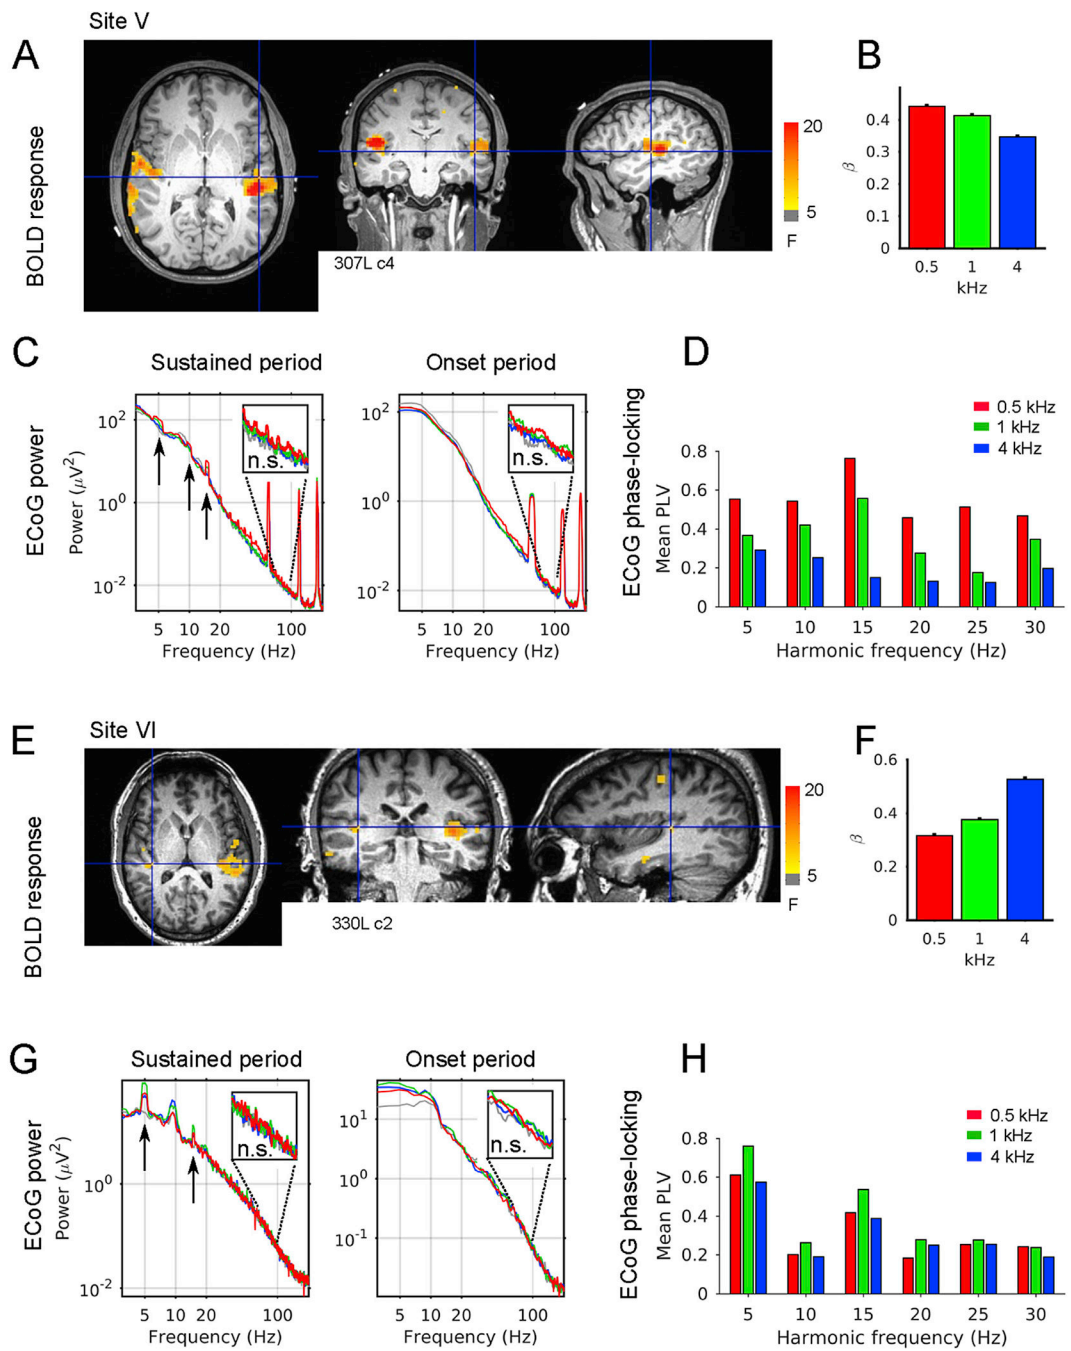 Site V
A
BOLD response
307L c4
20
5
F
B
β
0.4
0.3
0.2
0.1
0
0.5 1 4
kHz
C
ECoG power
Sustained period
Onset period
Power (μV²)
10²
10⁰
10⁻²
n.s.
5 10 20 100
Frequency (Hz)
10²
10⁰
10⁻²
n.s.
5 10 20 100
Frequency (Hz)
D
ECoG phase-locking
Mean PLV
0.5 kHz
1 kHz
4 kHz
0.8
0.6
0.4
0.2
0
5 10 15 20 25 30
Harmonic frequency (Hz)
Site VI
E
BOLD response
330L c2
20
5
F
F
β
0.6
0.4
0.2
0
0.5 1 4
kHz
G
ECoG power
Sustained period
Onset period
Power (μV²)
10⁰
10⁻²
n.s.
5 10 20 100
Frequency (Hz)
10¹
10⁰
10⁻¹
n.s.
5 10 20 100
Frequency (Hz)
H
ECoG phase-locking
Mean PLV
0.5 kHz
1 kHz
4 kHz
0.8
0.6
0.4
0.2
0
5 10 15 20 25 30
Harmonic frequency (Hz)